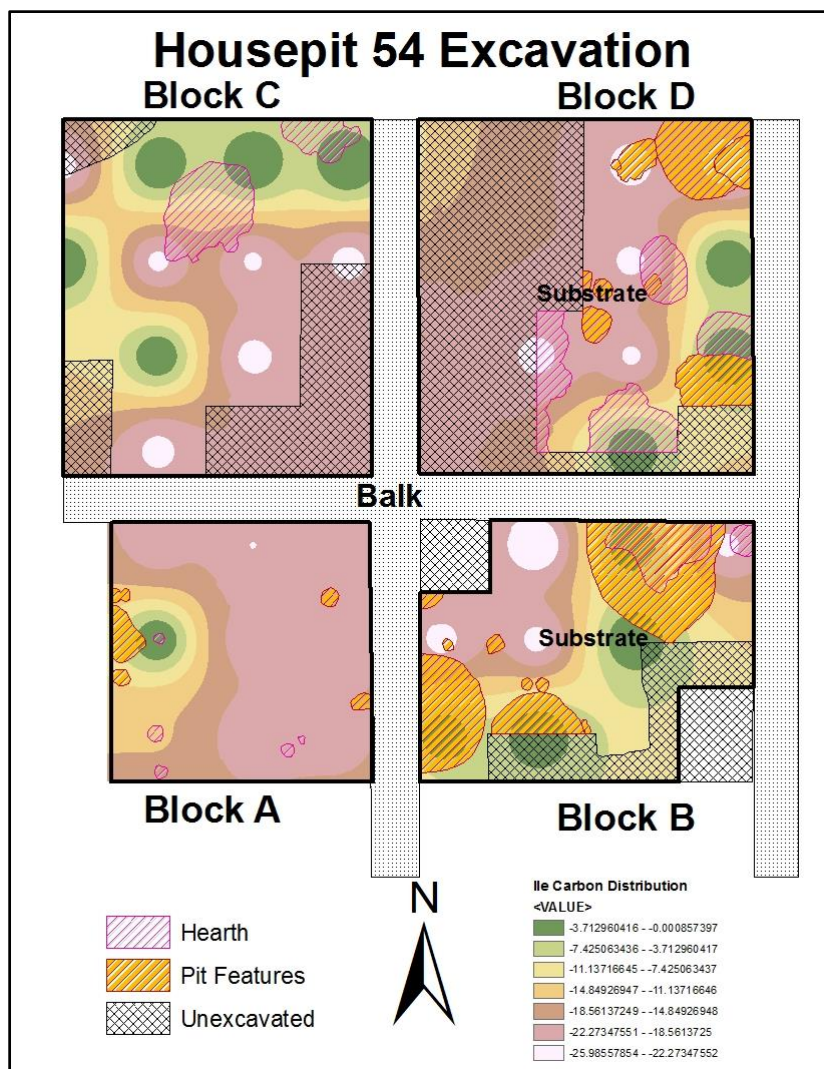 Housepit 54 Excavation
Block C
Block D
Substrate
Balk
Substrate
Block A
Block B
Hearth
Pit Features
Unexcavated
N
Ile Carbon Distribution
<VALUE>
-3.712960416 - -0.000857397
-7.425063436 - -3.712960417
-11.13716645 - -7.425063437
-14.84926947 - -11.13716646
-18.56137249 - -14.84926948
-22.27347551 - -18.5613725
-25.98557854 - -22.27347552